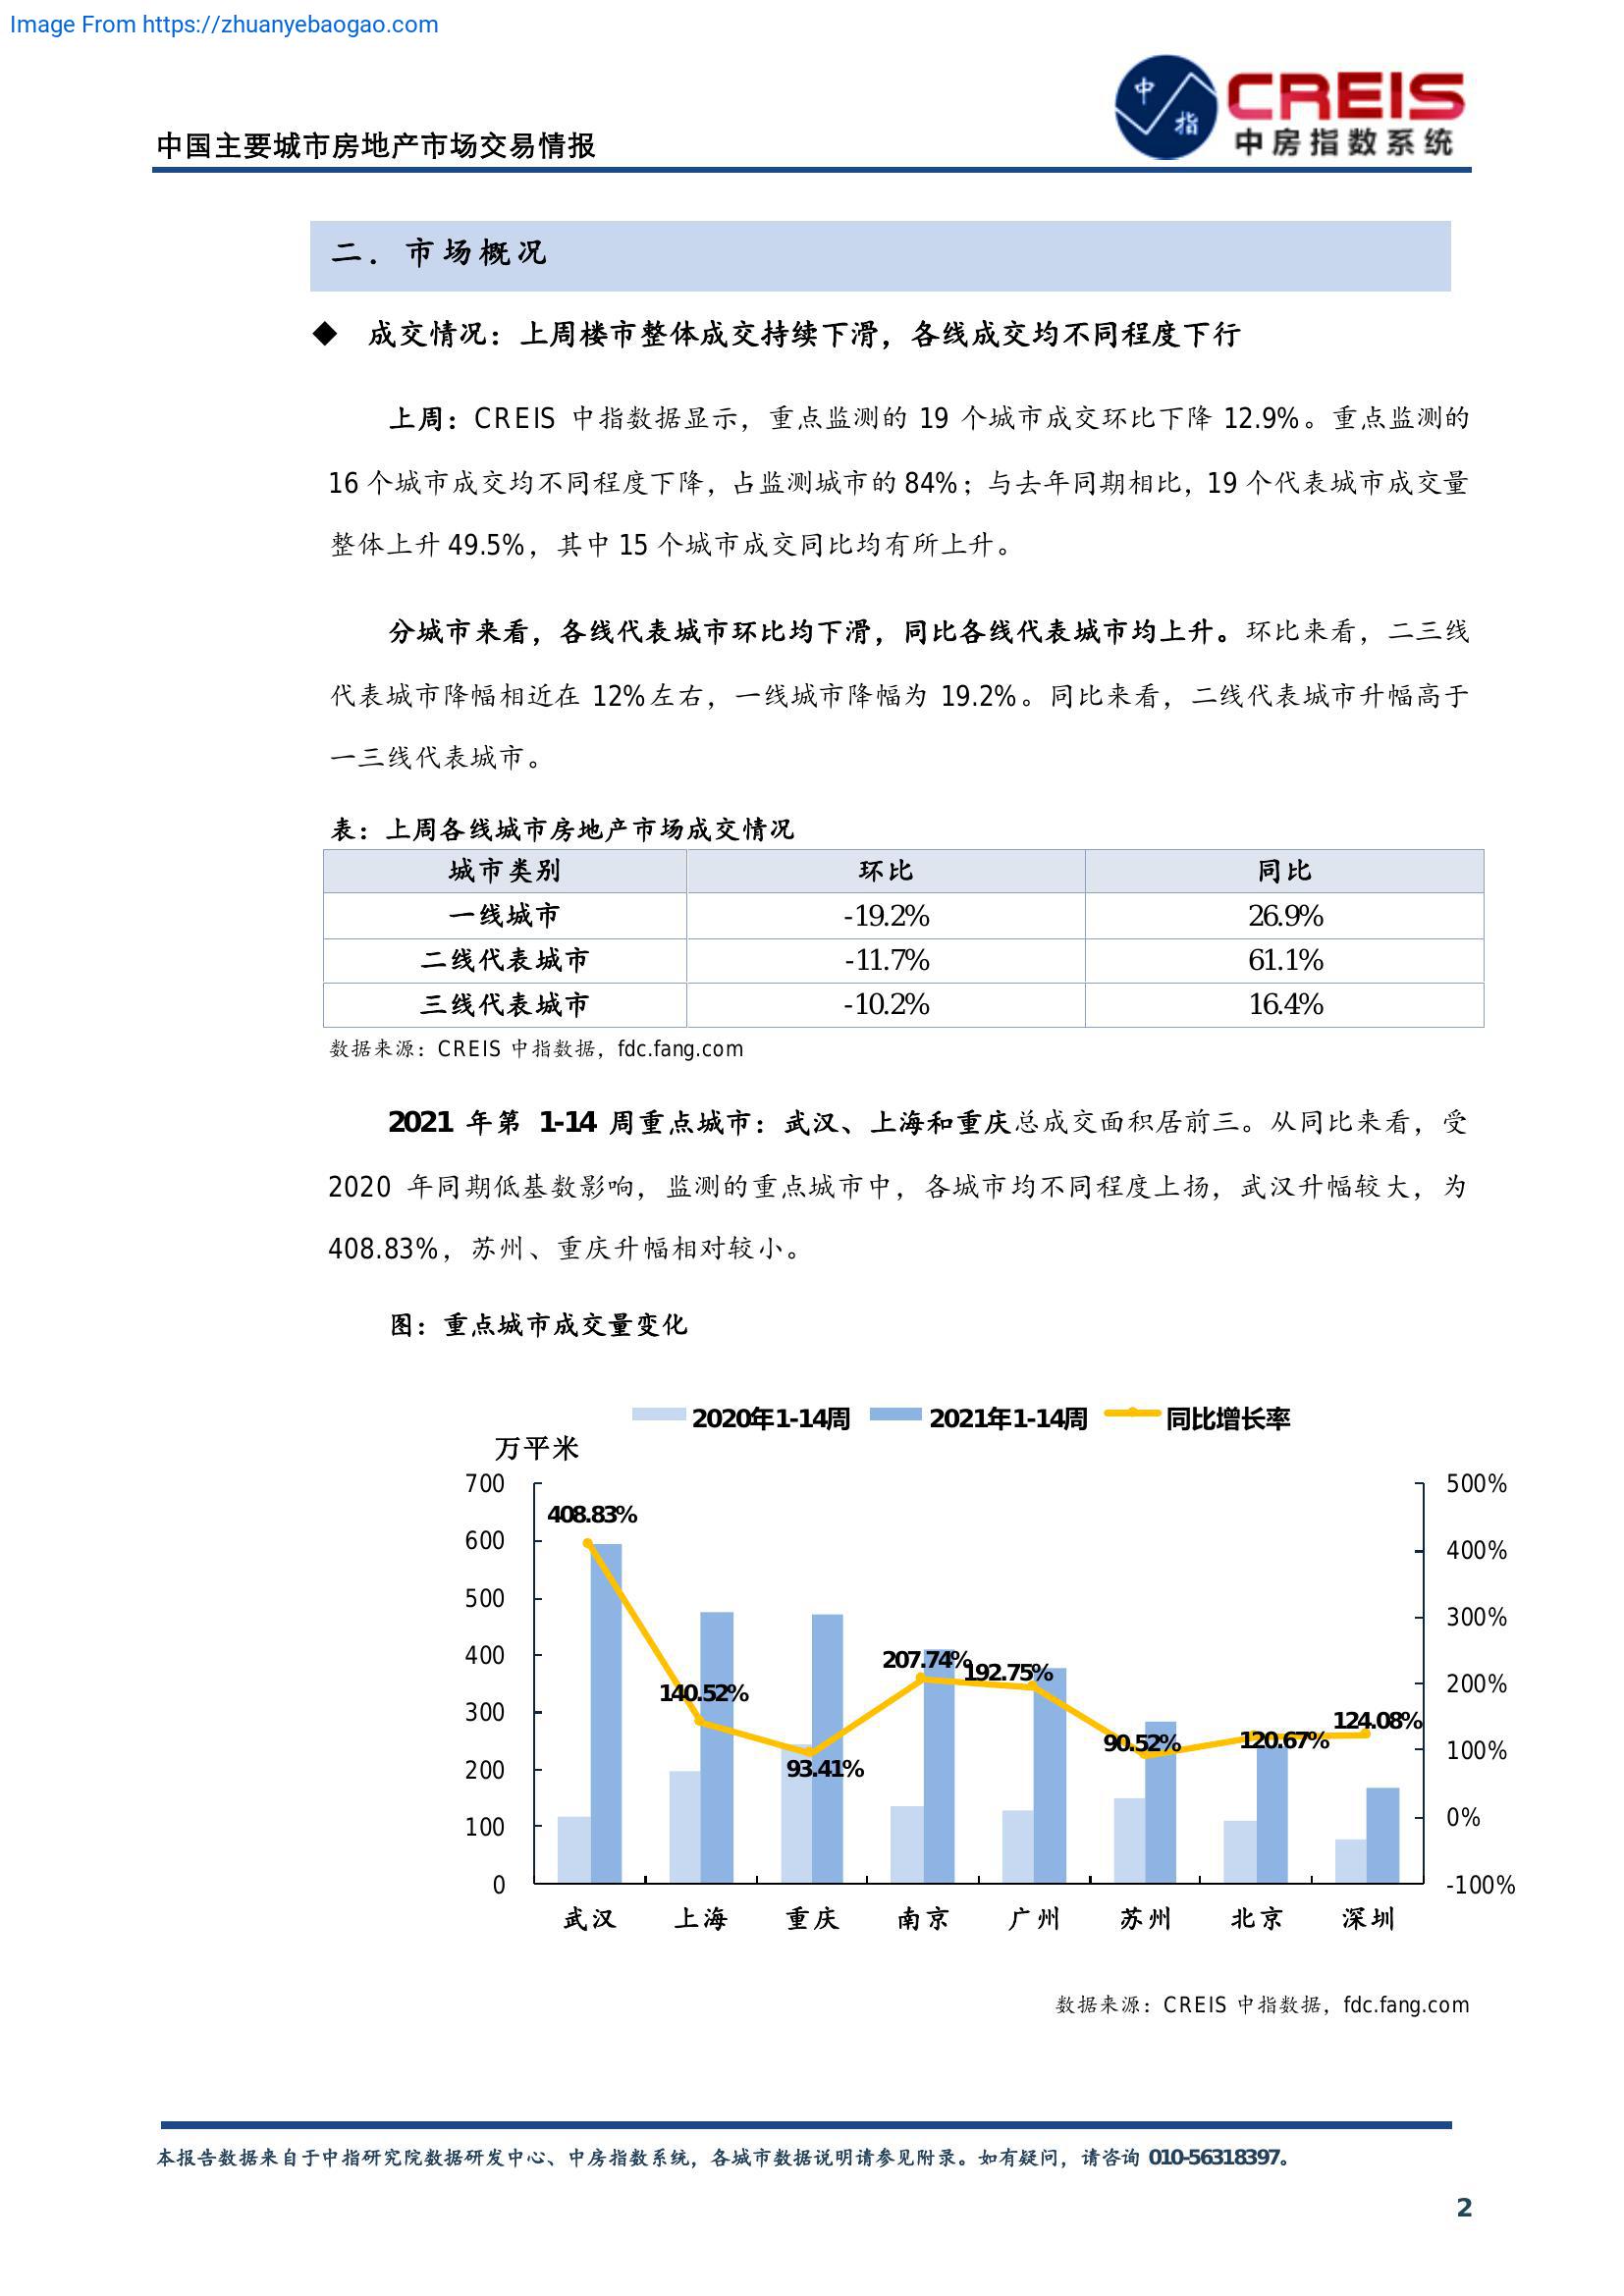 Image From https://zhuanyebaogao.com
中 指
CREIS
中房指数系统
中国主要城市房地产市场交易情报
二. 市场概况
◆ 成交情况：上周楼市整体成交持续下滑，各线成交均不同程度下行
上周：CREIS 中指数据显示，重点监测的 19 个城市成交环比下降 12.9%。重点监测的
16 个城市成交均不同程度下降，占监测城市的 84%；与去年同期相比，19 个代表城市成交量
整体上升 49.5%，其中 15 个城市成交同比均有所上升。
分城市来看，各线代表城市环比均下滑，同比各线代表城市均上升。环比来看，二三线
代表城市降幅相近在 12%左右，一线城市降幅为 19.2%。同比来看，二线代表城市升幅高于
一三线代表城市。
表：上周各线城市房地产市场成交情况
城市类别 环比 同比
一线城市 -19.2% 26.9%
二线代表城市 -11.7% 61.1%
三线代表城市 -10.2% 16.4%
数据来源：CREIS 中指数据，fdc.fang.com
2021 年第 1-14 周重点城市：武汉、上海和重庆总成交面积居前三。从同比来看，受
2020 年同期低基数影响，监测的重点城市中，各城市均不同程度上扬，武汉升幅较大，为
408.83%，苏州、重庆升幅相对较小。
图：重点城市成交量变化
2020年1-14周 2021年1-14周 同比增长率
万平米
700 500%
408.83%
600 400%
500 300%
400 207.74% 192.75% 200%
140.52%
300 124.08%
90.52% 120.67% 100%
200 93.41%
100 0%
0 -100%
武汉 上海 重庆 南京 广州 苏州 北京 深圳
数据来源：CREIS 中指数据，fdc.fang.com
本报告数据来自于中指研究院数据研发中心、中房指数系统，各城市数据说明请参见附录。如有疑问，请咨询 010-56318397。
2